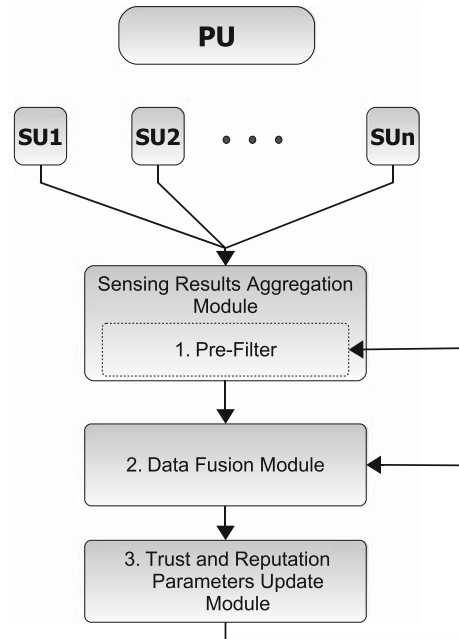 PU
SU1 SU2 . . . SUn
Sensing Results Aggregation
Module
1. Pre-Filter
2. Data Fusion Module
3. Trust and Reputation
Parameters Update
Module